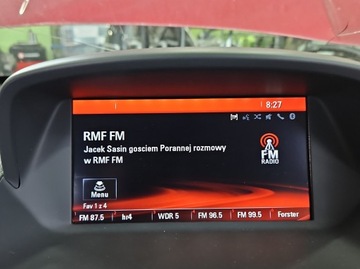 8:27
RMF FM
Jacek Sasin gosciem Porannej rozmowy
w RMF FM
FM
RADIO
Menu
Fav 1 z 4
FM 87.5 hr4 WDR 5 FM 96.5 FM 99.5 Forster